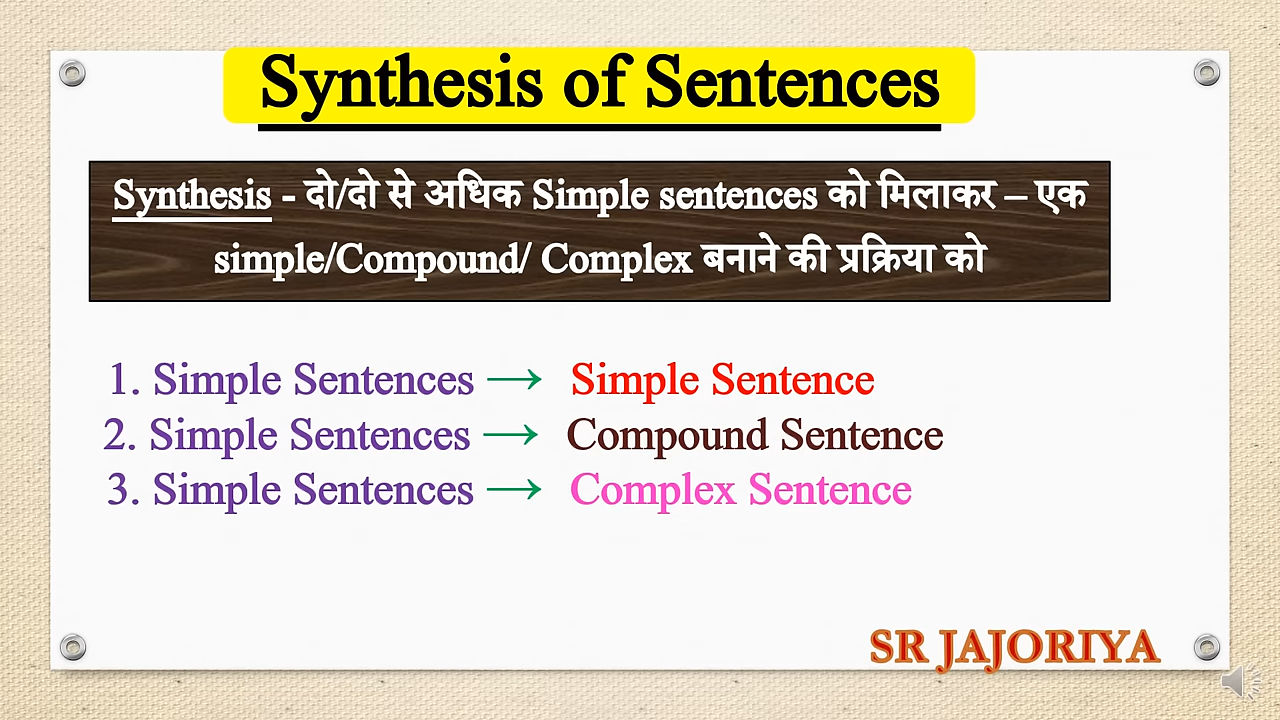 Synthesis of Sentences
Synthesis - दो/दो से अधिक Simple sentences को मिलाकर – एक
simple/Compound/ Complex बनाने की प्रक्रिया को
1. Simple Sentences → Simple Sentence
2. Simple Sentences → Compound Sentence
3. Simple Sentences → Complex Sentence
SR JAJORIYA